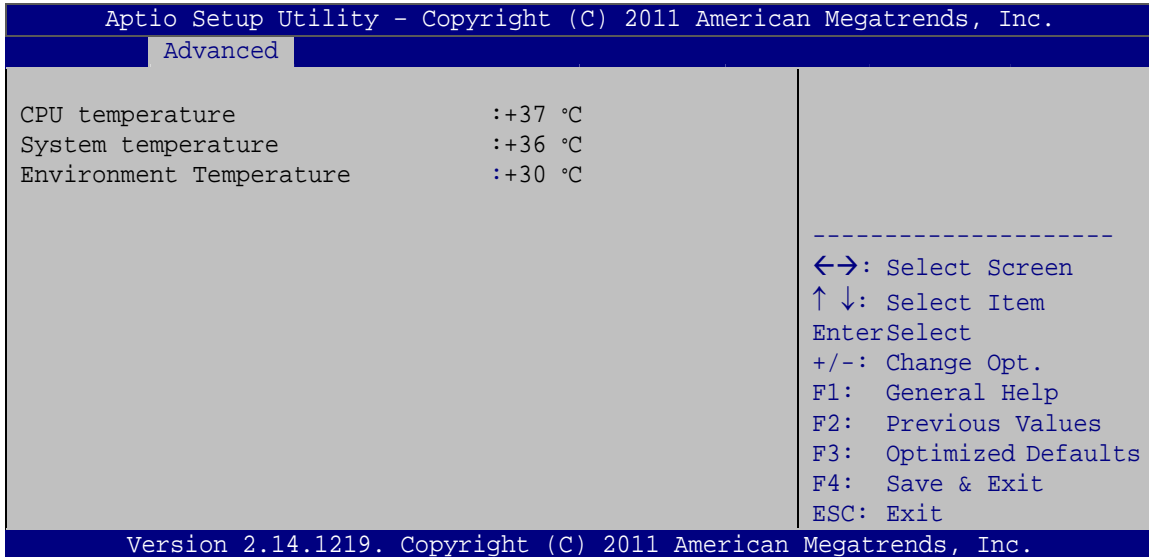 Aptio Setup Utility – Copyright (C) 2011 American Megatrends, Inc.
Advanced
CPU temperature :+37 °C
System temperature :+36 °C
Environment Temperature :+30 °C
---------------------
←→: Select Screen
↑ ↓: Select Item
EnterSelect
+/-: Change Opt.
F1: General Help
F2: Previous Values
F3: Optimized Defaults
F4: Save & Exit
ESC: Exit
Version 2.14.1219. Copyright (C) 2011 American Megatrends, Inc.